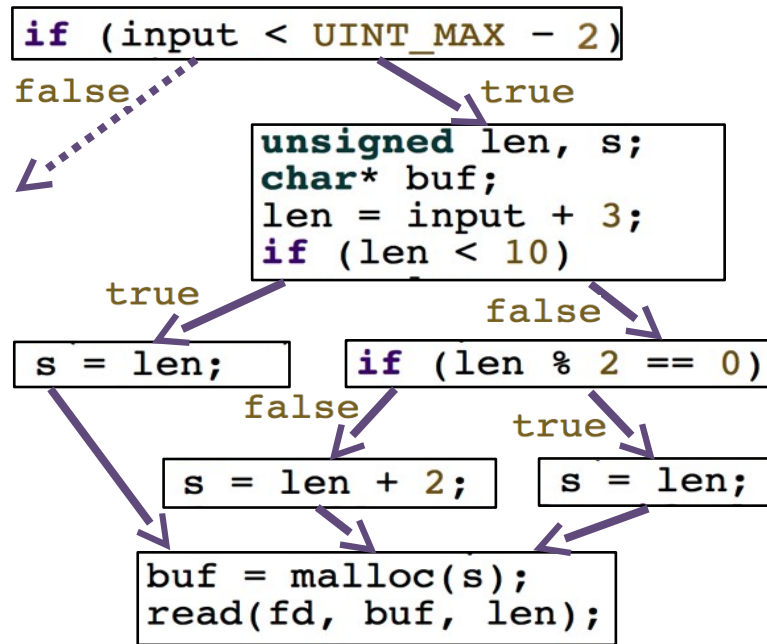 if (input < UINT_MAX - 2)
false
true
unsigned len, s;
char* buf;
len = input + 3;
if (len < 10)
true
false
s = len;
if (len % 2 == 0)
false
true
s = len + 2;
s = len;
buf = malloc(s);
read(fd, buf, len);